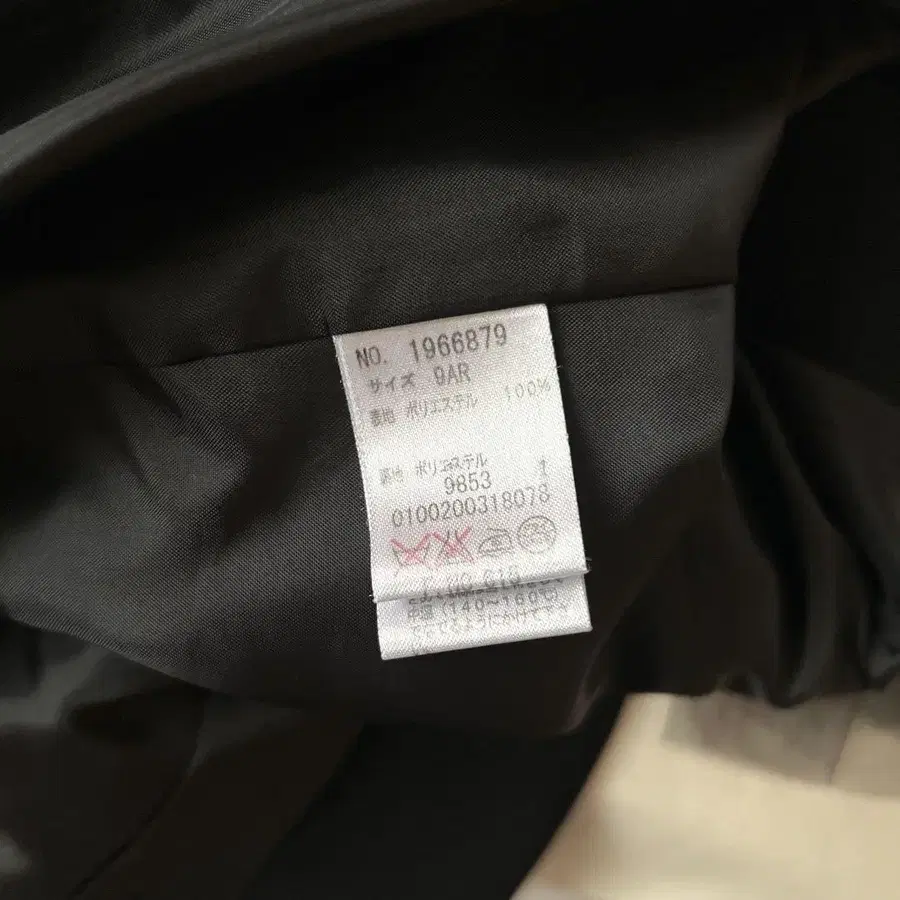 NO. 1966879
サイズ 9AR
表地 ポリエステル 100%
裏地 ポリエステル
9853
0100200318078
中温 (140~160℃)